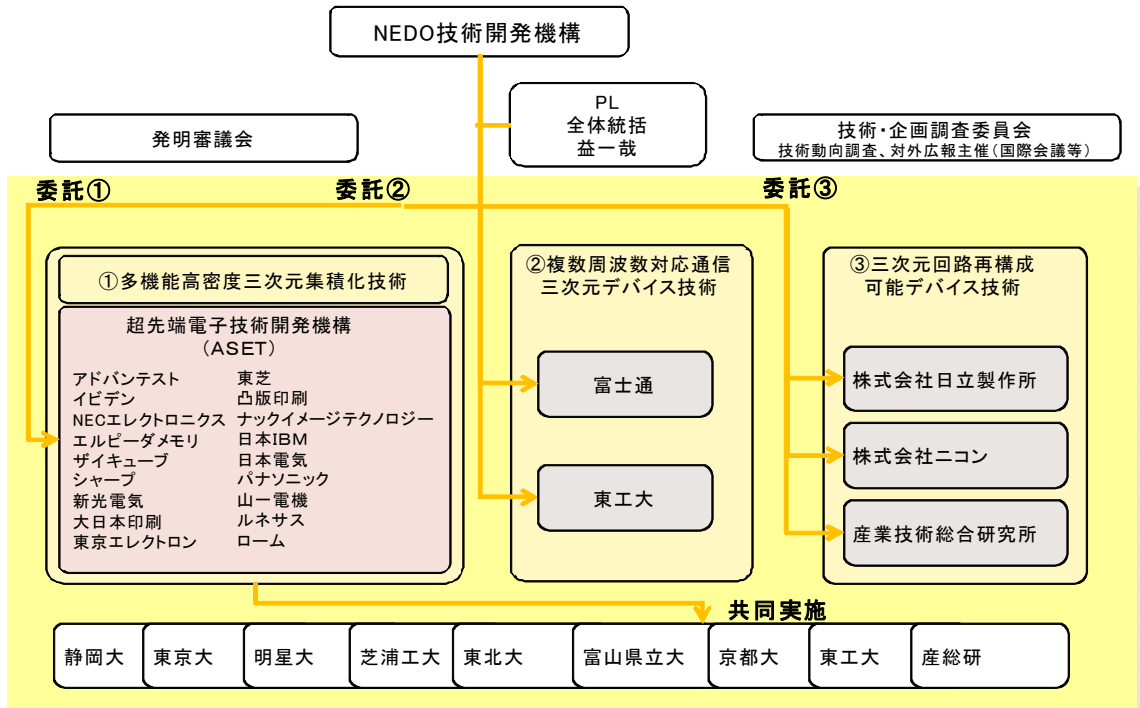 NEDO技術開発機構
PL
全体統括
益一哉
発明審議会
技術・企画調査委員会
技術動向調査、対外広報主催(国際会議等)
委託①
委託②
委託③
①多機能高密度三次元集積化技術
超先端電子技術開発機構
(ASET)
アドバンテスト 東芝
イビデン 凸版印刷
NECエレクトロニクス ナックイメージテクノロジー
エルピーダメモリ 日本IBM
ザイキューブ 日本電気
シャープ パナソニック
新光電気 山一電機
大日本印刷 ルネサス
東京エレクトロン ローム
②複数周波数対応通信
三次元デバイス技術
富士通
東工大
③三次元回路再構成
可能デバイス技術
株式会社日立製作所
株式会社ニコン
産業技術総合研究所
共同実施
静岡大 東京大 明星大 芝浦工大 東北大 富山県立大 京都大 東工大 産総研